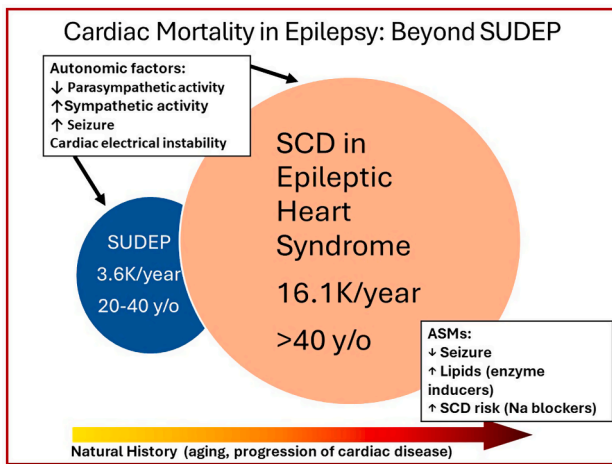 Cardiac Mortality in Epilepsy: Beyond SUDEP
Autonomic factors:
↓ Parasympathetic activity
↑Sympathetic activity
↑ Seizure
Cardiac electrical instability
SCD in
Epileptic
Heart
Syndrome
16.1K/year
>40 y/o
SUDEP
3.6K/year
20-40 y/o
ASMs:
↓ Seizure
↑ Lipids (enzyme
inducers)
↑ SCD risk (Na blockers)
Natural History (aging, progression of cardiac disease)